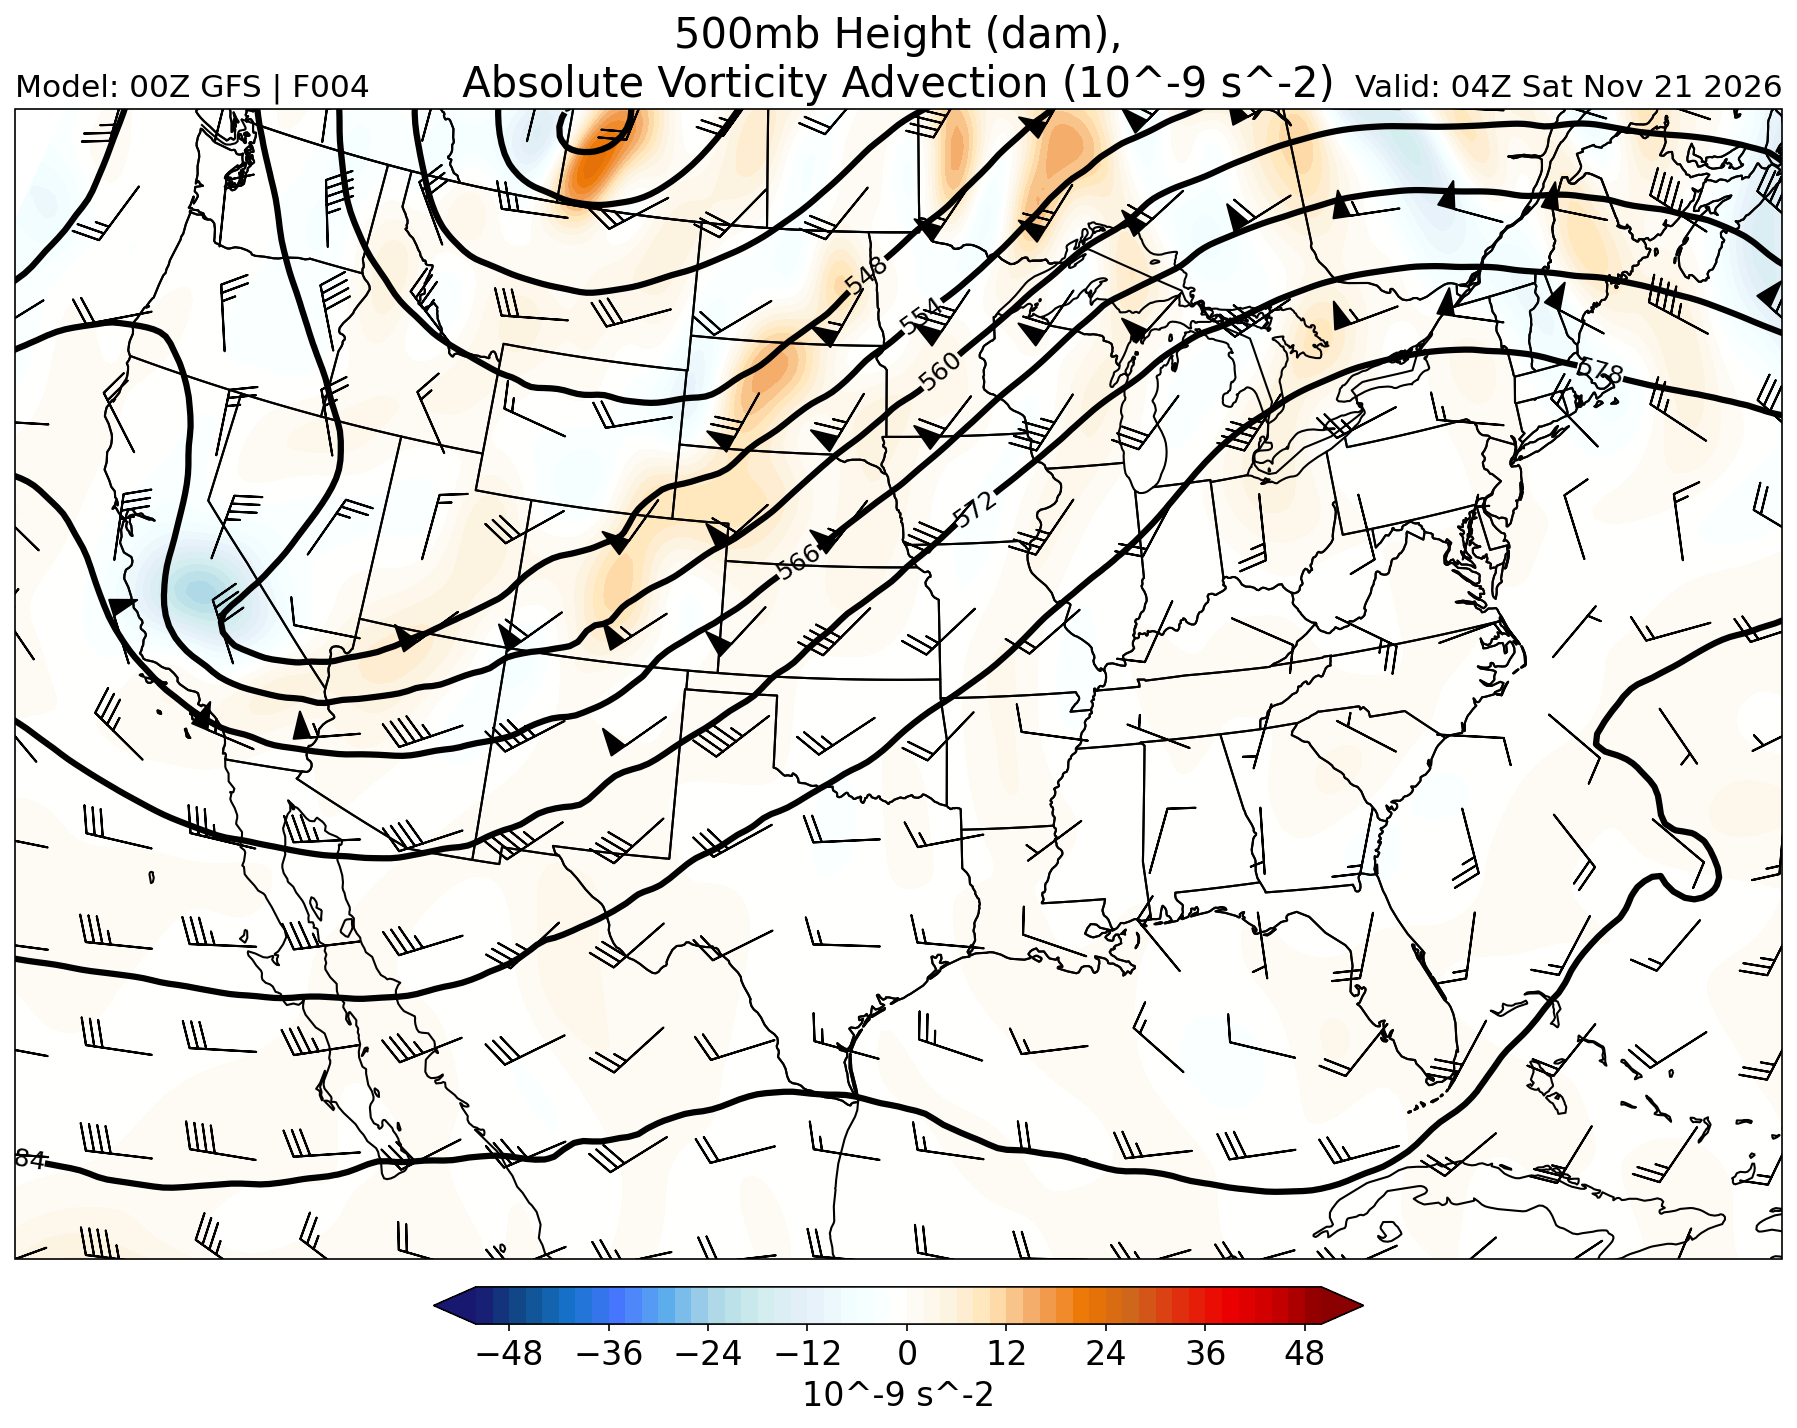 500mb Height (dam),
Model: 00Z GFS | F004
Absolute Vorticity Advection (10^-9 s^-2)
Valid: 04Z Sat Nov 21 2026
548
554
560
578
572
566
84
−48 −36 −24 −12 0 12 24 36 48
10^-9 s^-2